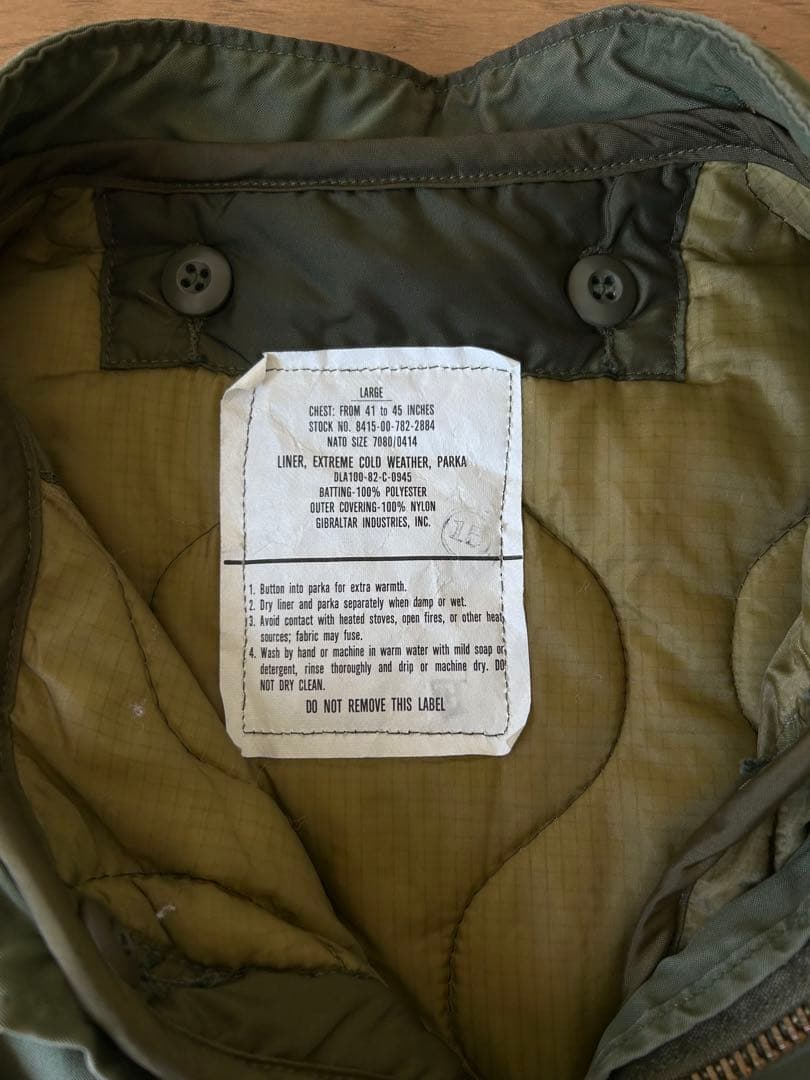 LARGE
CHEST: FROM 41 to 45 INCHES
STOCK NO. 8415-00-782-2884
NATO SIZE 7080/0414
LINER, EXTREME COLD WEATHER, PARKA
DLA100-82-C-0945
BATTING-100% POLYESTER
OUTER COVERING-100% NYLON
GIBRALTAR INDUSTRIES, INC.
1. Button into parka for extra warmth.
2. Dry liner and parka separately when damp or wet.
3. Avoid contact with heated stoves, open fires, or other heat
sources; fabric may fuse.
4. Wash by hand or machine in warm water with mild soap or
detergent, rinse thoroughly and drip or machine dry. DO
NOT DRY CLEAN.
DO NOT REMOVE THIS LABEL